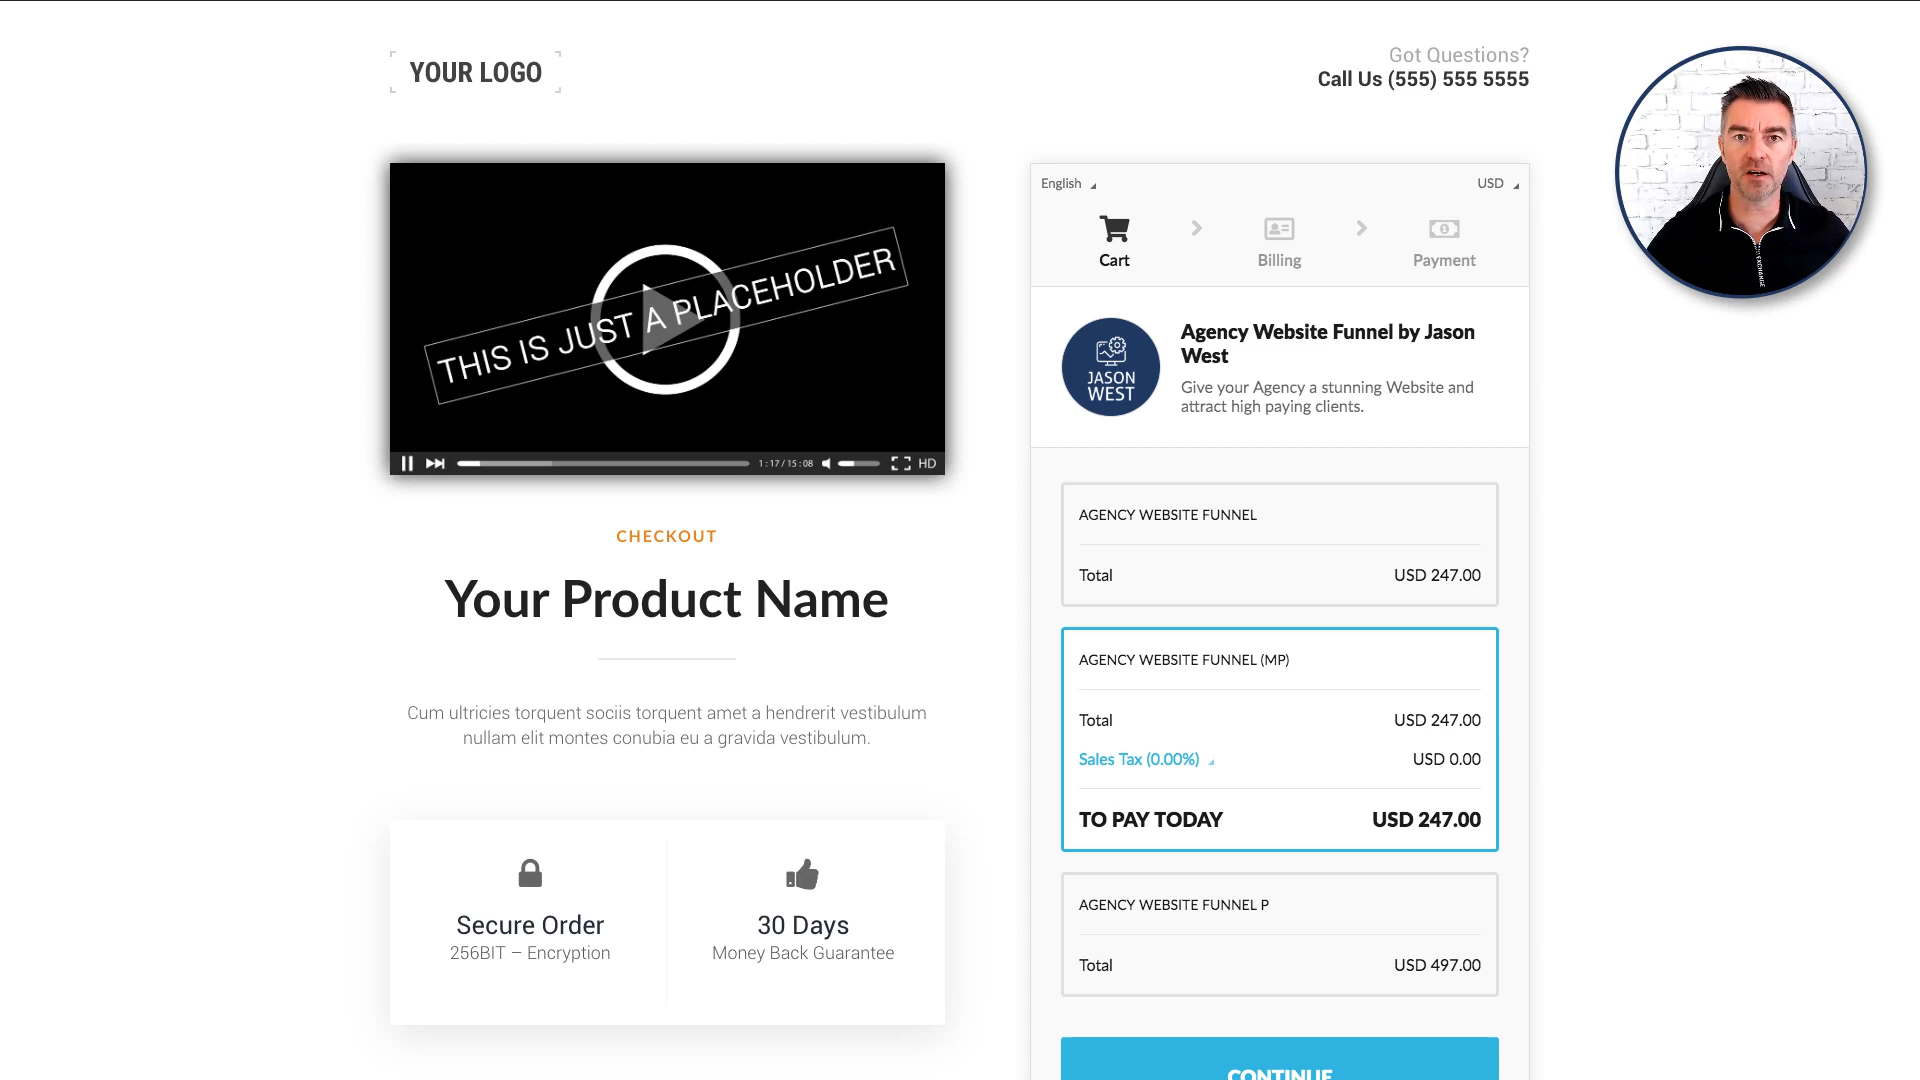 YOUR LOGO
Got Questions?
Call Us (555) 555 5555
THIS IS JUST A PLACEHOLDER
1:17/15:08
HD
CHECKOUT
Your Product Name
Cum ultricies torquent sociis torquent amet a hendrerit vestibulum
nullam elit montes conubia eu a gravida vestibulum.
Secure Order
256BIT – Encryption
30 Days
Money Back Guarantee
English
USD
Cart
Billing
Payment
JASON
WEST
Agency Website Funnel by Jason
West
Give your Agency a stunning Website and
attract high paying clients.
AGENCY WEBSITE FUNNEL
Total USD 247.00
AGENCY WEBSITE FUNNEL (MP)
Total USD 247.00
Sales Tax (0.00%) USD 0.00
TO PAY TODAY USD 247.00
AGENCY WEBSITE FUNNEL P
Total USD 497.00
CONTINUE